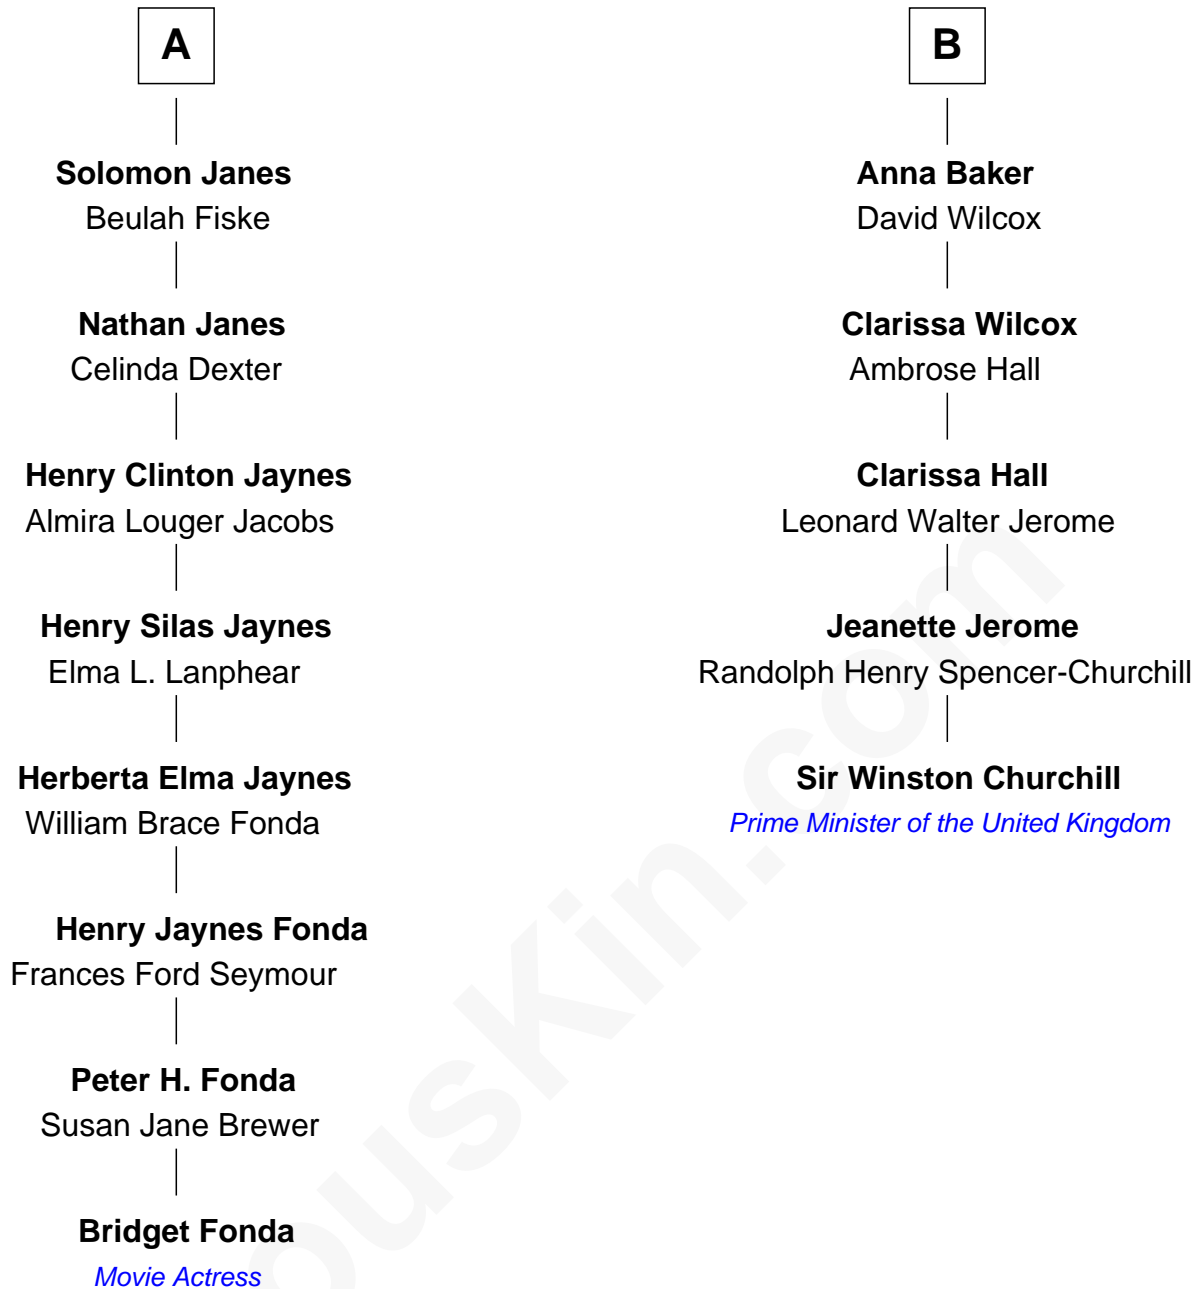 A
Solomon Janes
Beulah Fiske
Nathan Janes
Celinda Dexter
Henry Clinton Jaynes
Almira Louger Jacobs
Henry Silas Jaynes
Elma L. Lanphear
Herberta Elma Jaynes
William Brace Fonda
Henry Jaynes Fonda
Frances Ford Seymour
Peter H. Fonda
Susan Jane Brewer
Bridget Fonda
Movie Actress
B
Anna Baker
David Wilcox
Clarissa Wilcox
Ambrose Hall
Clarissa Hall
Leonard Walter Jerome
Jeanette Jerome
Randolph Henry Spencer-Churchill
Sir Winston Churchill
Prime Minister of the United Kingdom
ousKin.com